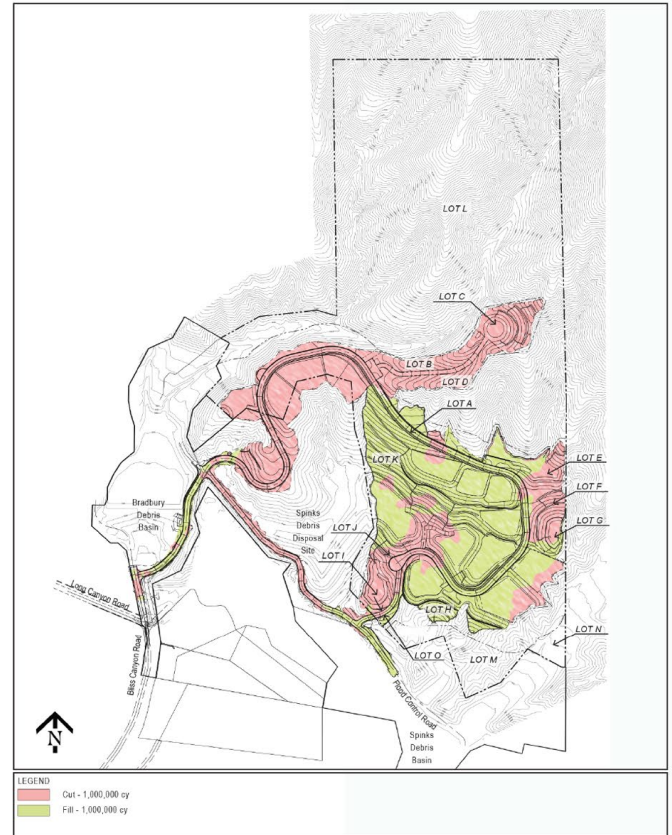 LOT L
LOT C
LOT B
LOT D
LOT A
LOT K
LOT E
LOT F
LOT G
Bradbury
Debris
Basin
Spinks
Debris
Disposal
Site
LOT J
LOT I
LOT H
LOT N
LOT O
LOT M
Long Canyon Road
Bliss Canyon Road
Flood Control Road
Spinks
Debris
Basin
N
LEGEND
Cut - 1,000,000 cy
Fill - 1,000,000 cy